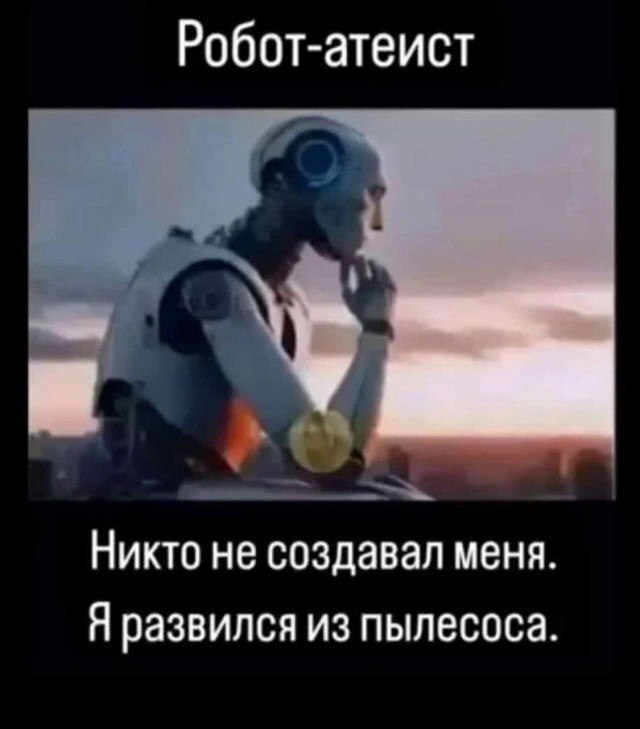 Робот-атеист
Никто не создавал меня.
Я развился из пылесоса.